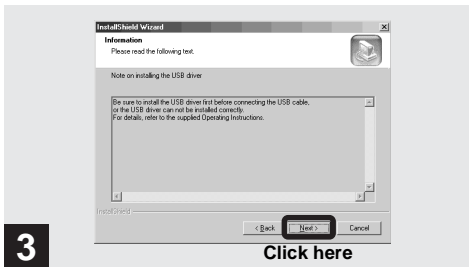 InstallShield Wizard
Information
Please read the following text.
Note on installing the USB driver
Be sure to install the USB driver first before connecting the USB cable,
or the USB driver can not be installed correctly.
For details, refer to the supplied Operating Instructions.
InstallShield
< Back Next > Cancel
3
Click here